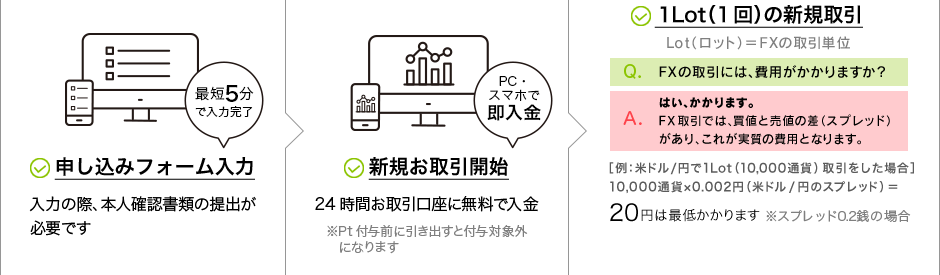 最短5分
で入力完了
申し込みフォーム入力
入力の際、本人確認書類の提出が
必要です
PC・
スマホで
即入金
新規お取引開始
24時間お取引口座に無料で入金
※Pt付与前に引き出すと付与対象外
になります
1Lot（1回）の新規取引
Lot（ロット）＝FXの取引単位
Q. FXの取引には、費用がかかりますか？
はい、かかります。
A. FX取引では、買値と売値の差（スプレッド）
があり、これが実質の費用となります。
［例：米ドル/円で1Lot（10,000通貨）取引をした場合］
10,000通貨×0.002円（米ドル/円のスプレッド）＝
20円は最低かかります ※スプレッド0.2銭の場合